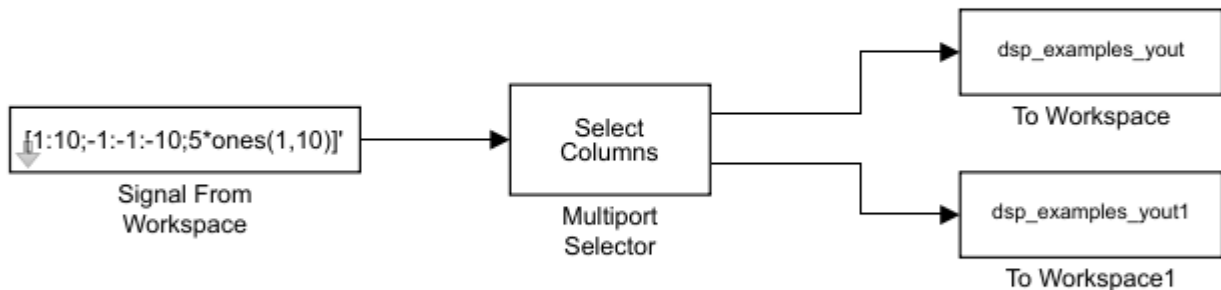 [1:10;-1:-1:-10;5*ones(1,10)]'
Signal From
Workspace
Select
Columns
Multiport
Selector
dsp_examples_yout
To Workspace
dsp_examples_yout1
To Workspace1